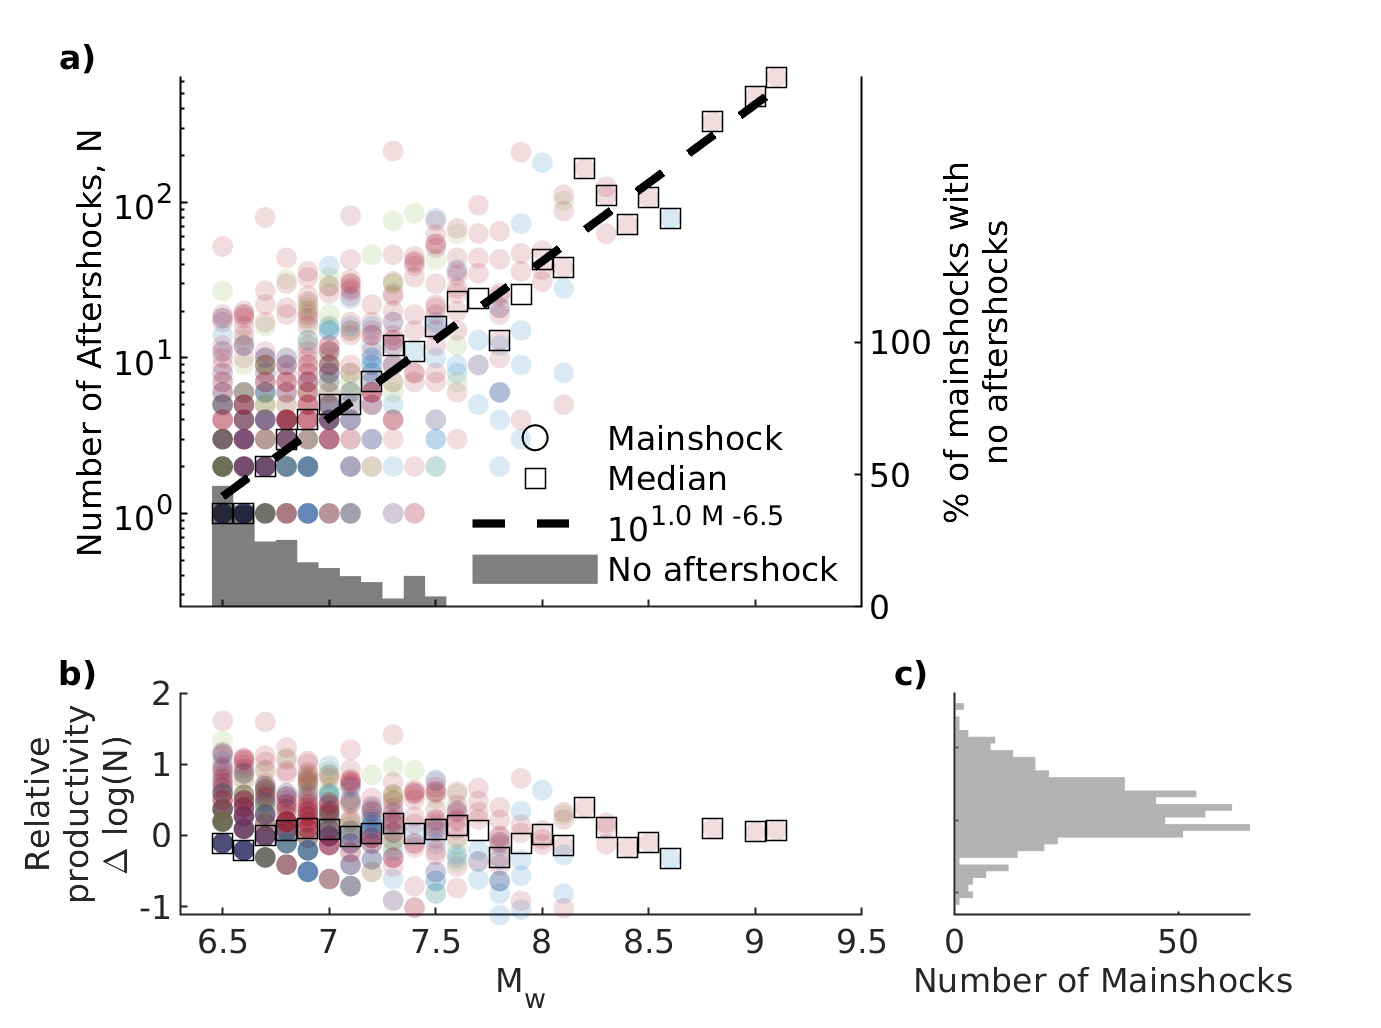 a)
Number of Aftershocks, N
10^2
10^1
10^0
100
50
0
% of mainshocks with
no aftershocks
Mainshock
Median
10^1.0 M -6.5
No aftershock
b)
Relative
productivity
Δ log(N)
2
1
0
-1
6.5
7
7.5
8
8.5
9
9.5
M_w
c)
0
50
Number of Mainshocks